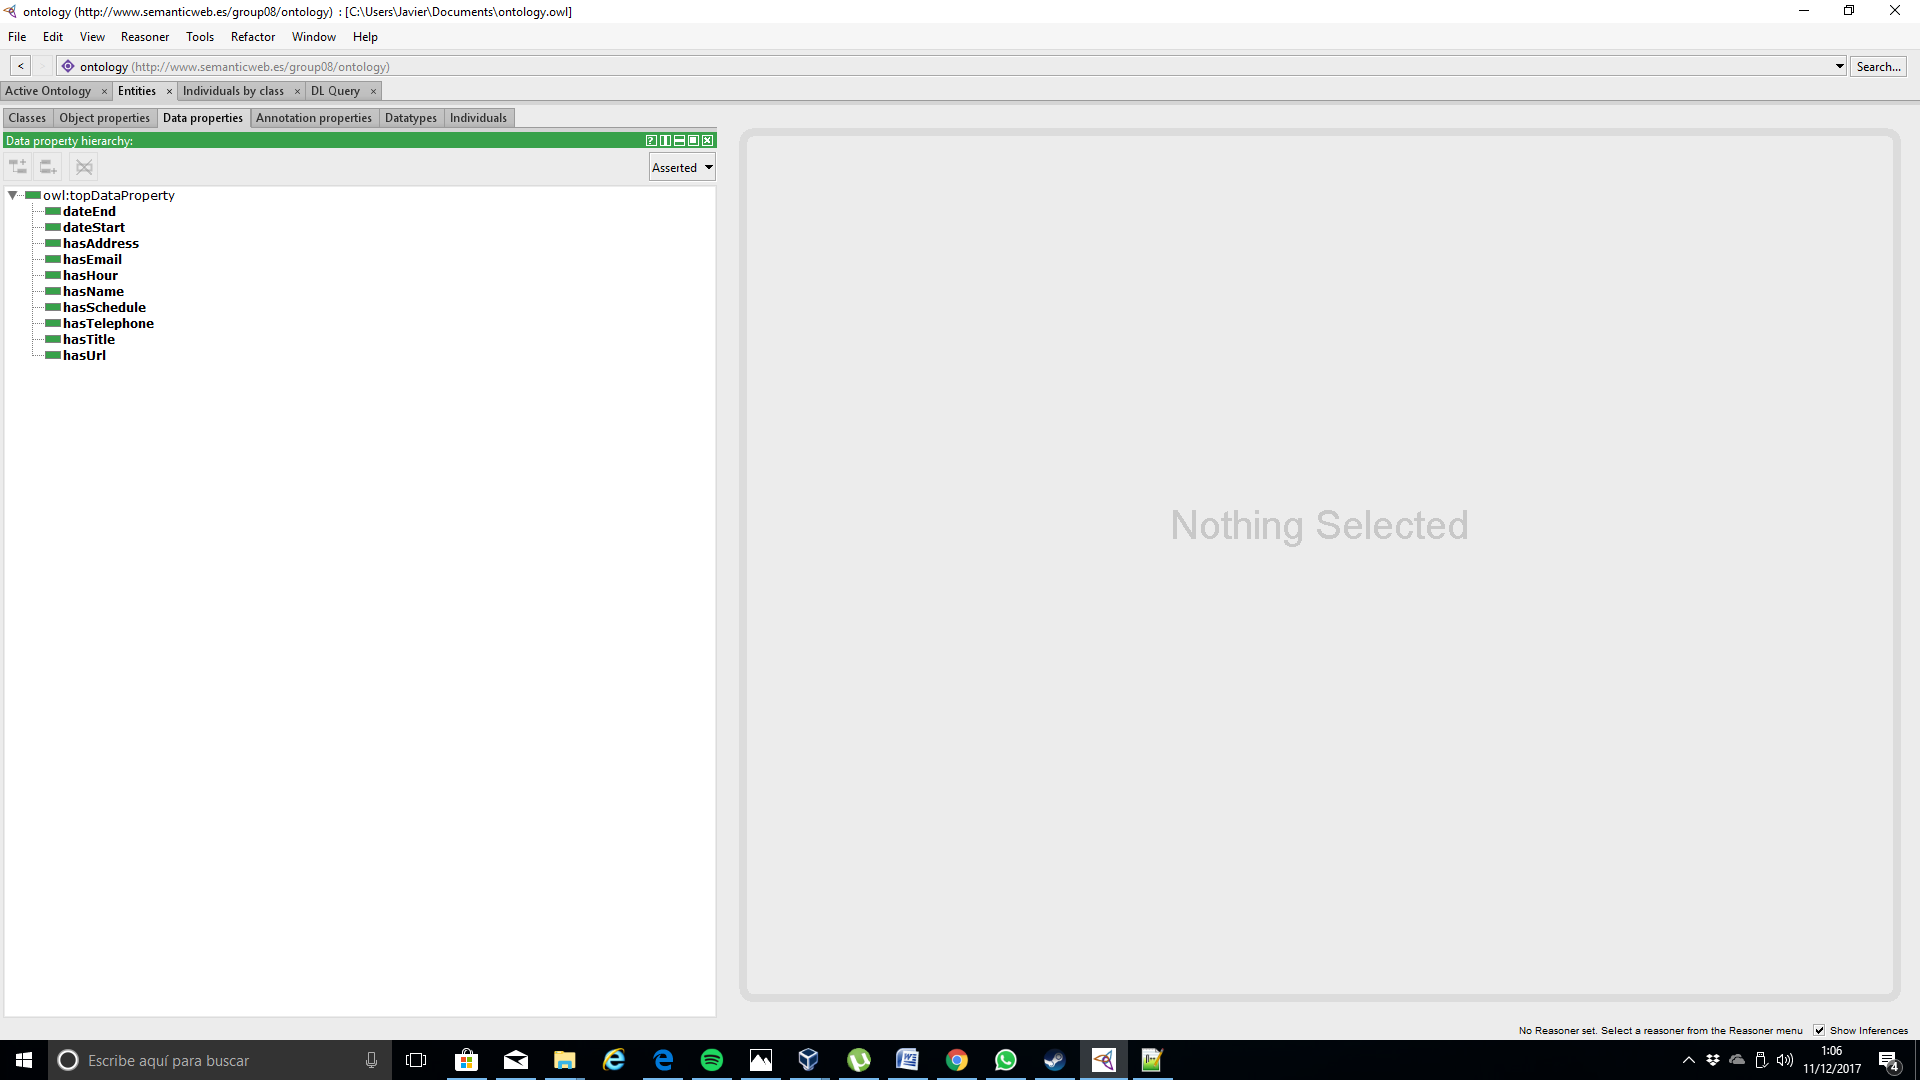 ontology (http://www.semanticweb.es/group08/ontology) : [C:\Users\Javier\Documents\ontology.owl]
File Edit View Reasoner Tools Refactor Window Help
< > ontology (http://www.semanticweb.es/group08/ontology) Search...
Active Ontology × Entities × Individuals by class × DL Query ×
Classes Object properties Data properties Annotation properties Datatypes Individuals
Data property hierarchy:
Asserted
owl:topDataProperty
dateEnd
dateStart
hasAddress
hasEmail
hasHour
hasName
hasSchedule
hasTelephone
hasTitle
hasUrl
Nothing Selected
No Reasoner set. Select a reasoner from the Reasoner menu Show Inferences
Escribe aquí para buscar
1:06
11/12/2017
4